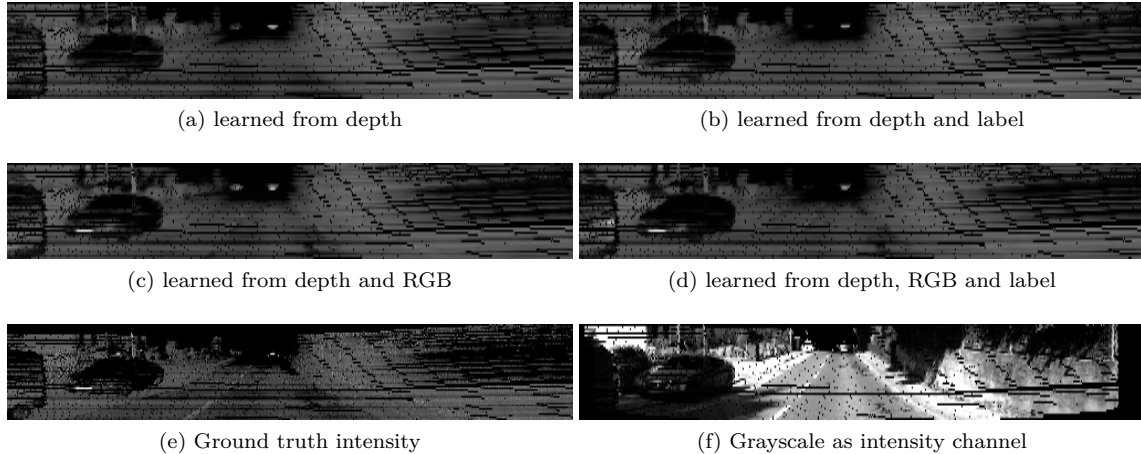 (a) learned from depth
(b) learned from depth and label
(c) learned from depth and RGB
(d) learned from depth, RGB and label
(e) Ground truth intensity
(f) Grayscale as intensity channel